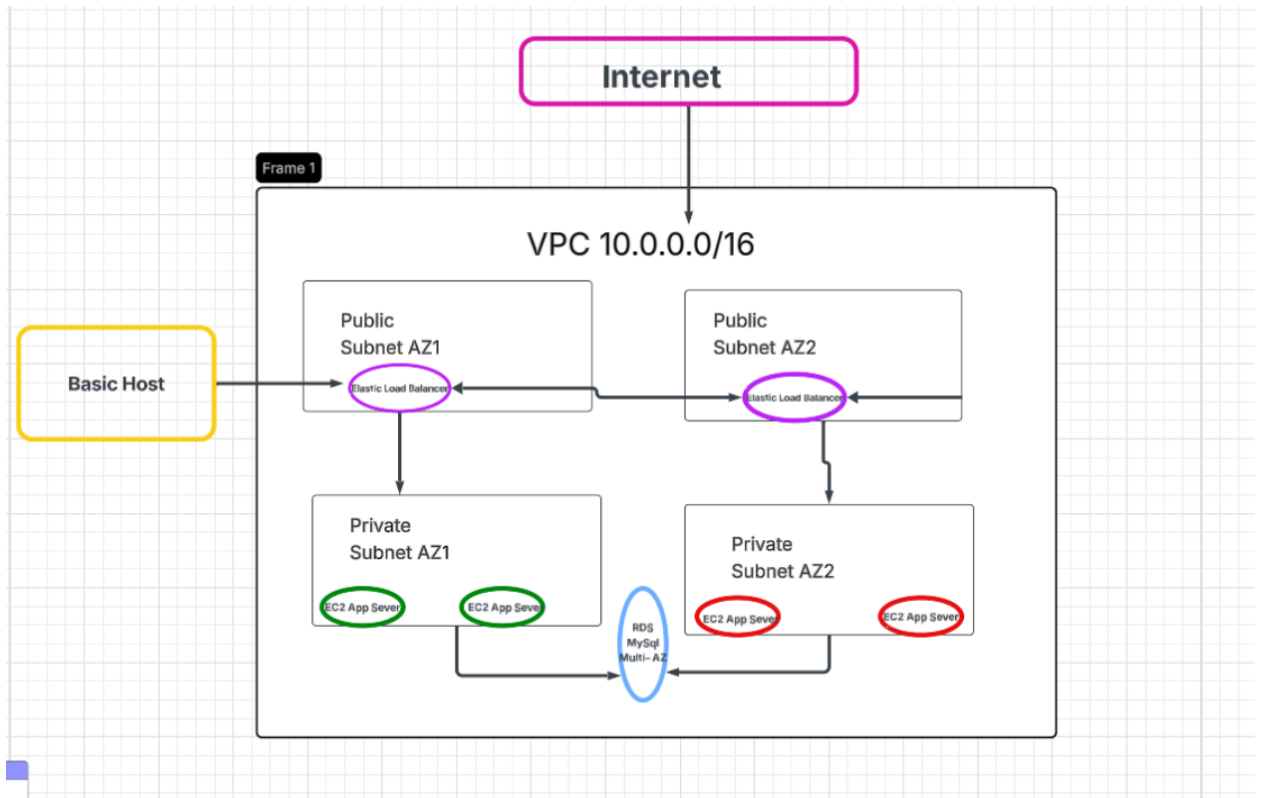 Internet
Frame 1
VPC 10.0.0.0/16
Public
Subnet AZ1
Elastic Load Balancer
Public
Subnet AZ2
Elastic Load Balancer
Basic Host
Private
Subnet AZ1
EC2 App Sever
EC2 App Seve
Private
Subnet AZ2
EC2 App Sever
EC2 App Sever
RDS
MySql
Multi-AZ